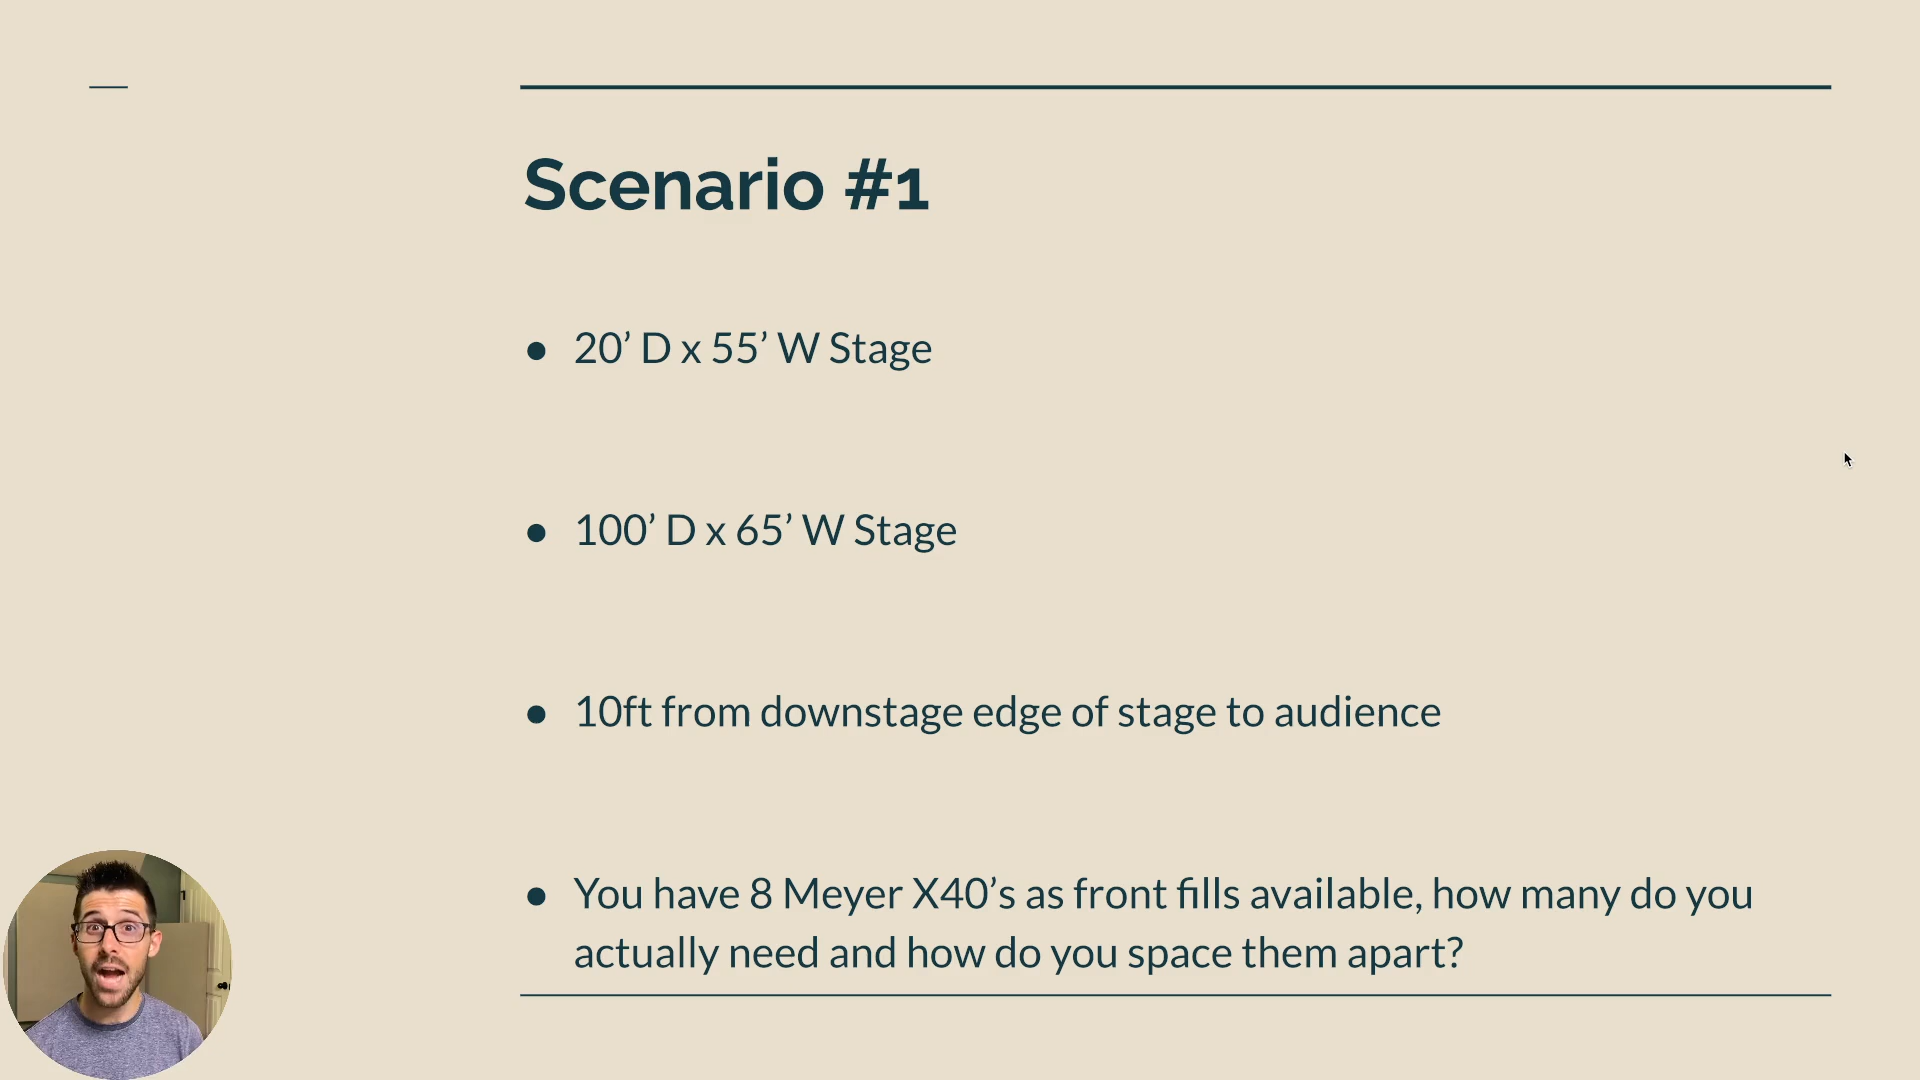 Scenario #1
● 20’ D x 55’ W Stage
● 100’ D x 65’ W Stage
● 10ft from downstage edge of stage to audience
● You have 8 Meyer X40’s as front fills available, how many do you
actually need and how do you space them apart?